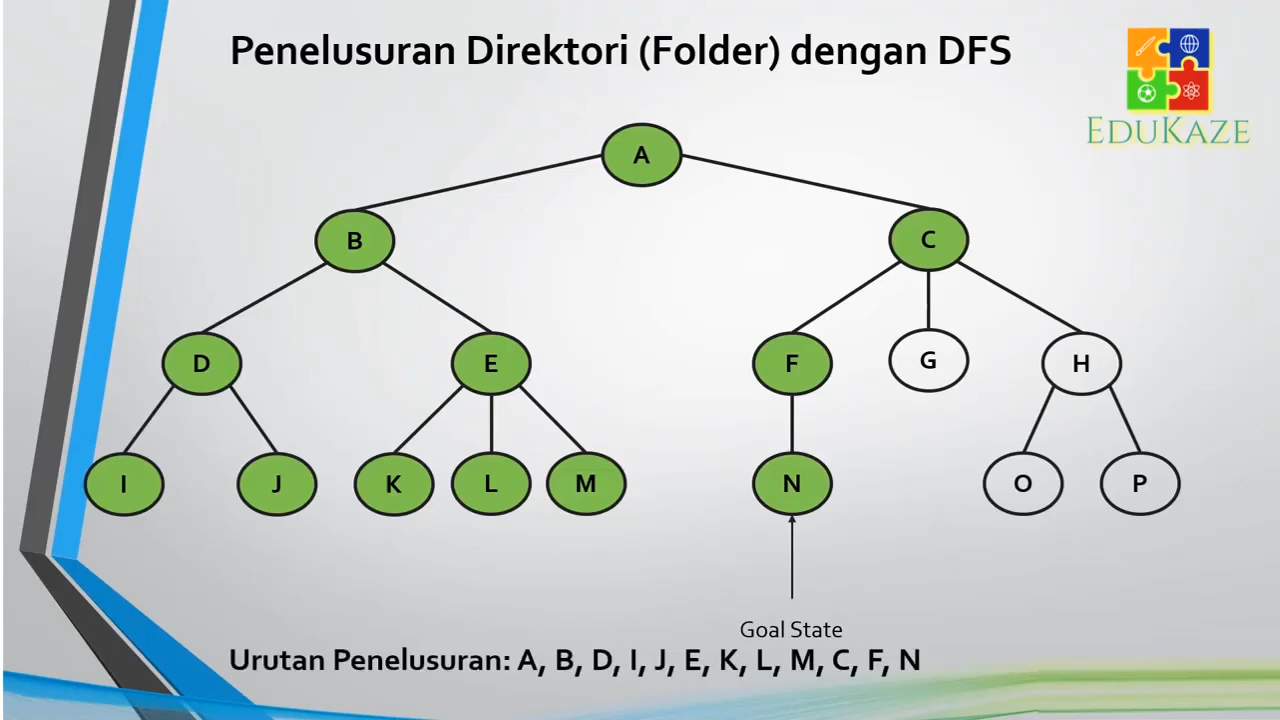 Penelusuran Direktori (Folder) dengan DFS
EDUKAZE
A
B
C
D
E
F
G
H
I
J
K
L
M
N
O
P
Goal State
Urutan Penelusuran: A, B, D, I, J, E, K, L, M, C, F, N